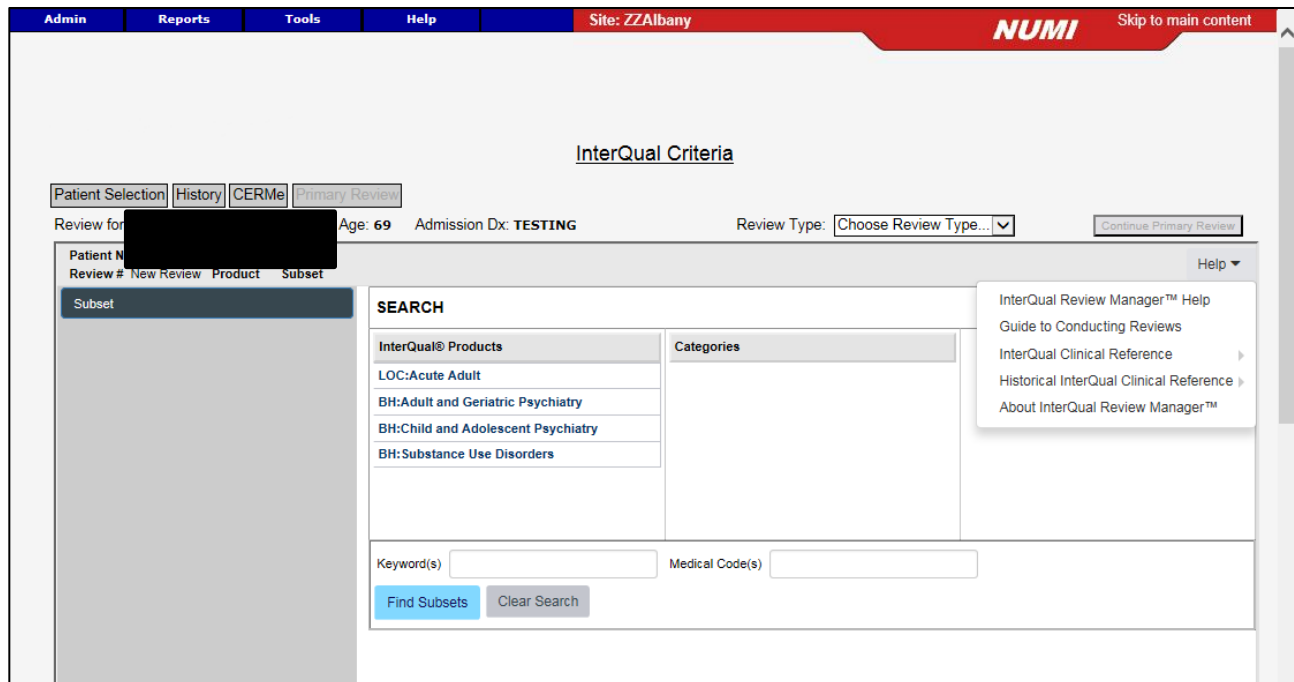 Admin Reports Tools Help Site: ZZAlbany NUMI Skip to main content
InterQual Criteria
Patient Selection History CERMe Primary Review
Review for Age: 69 Admission Dx: TESTING Review Type: Choose Review Type... Continue Primary Review
Patient N
Review # New Review Product Subset Help
Subset
SEARCH
InterQual® Products Categories
LOC:Acute Adult
BH:Adult and Geriatric Psychiatry
BH:Child and Adolescent Psychiatry
BH:Substance Use Disorders
InterQual Review Manager™ Help
Guide to Conducting Reviews
InterQual Clinical Reference
Historical InterQual Clinical Reference
About InterQual Review Manager™
Keyword(s) Medical Code(s)
Find Subsets Clear Search